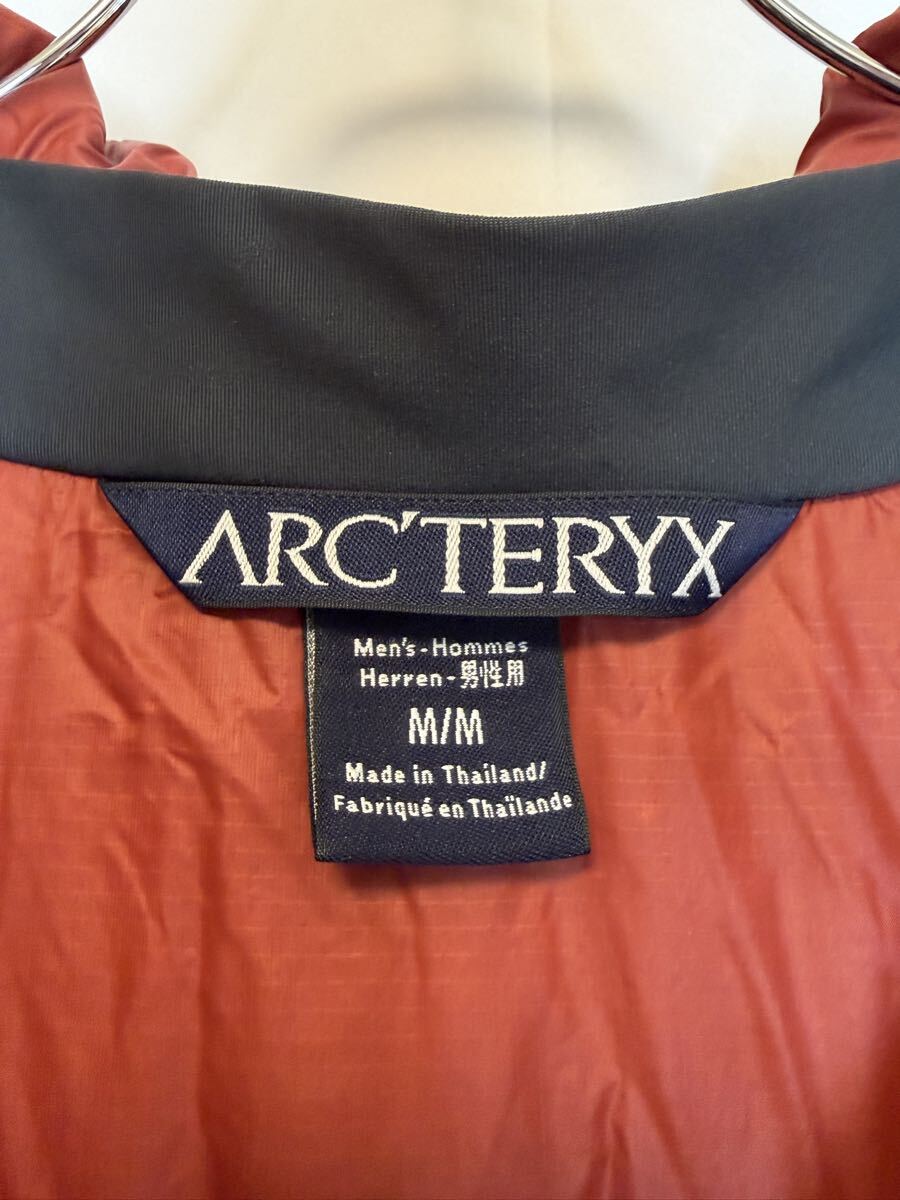 ARC'TERYX
Men's-Hommes
Herren-男性用
M/M
Made in Thailand/
Fabriqué en Thaïlande